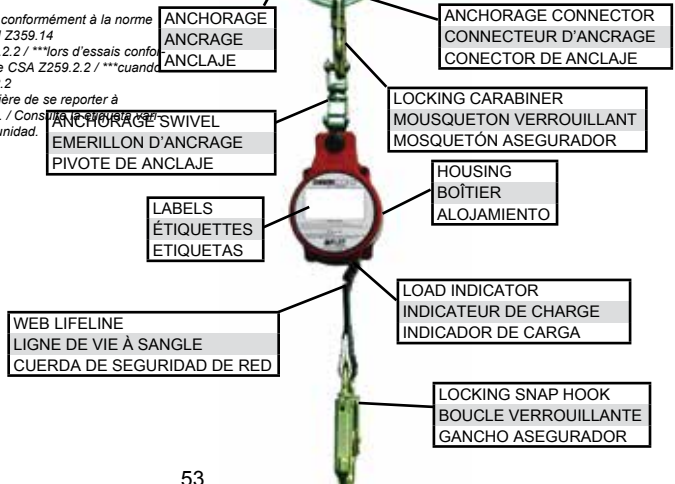 conformément à la norme
Z359.14
.2.2 / ***lors d'essais confor-
e CSA Z259.2.2 / ***cuando
.2
ière de se reporter à
. / Consulte la etiqueta
unidad.
ANCHORAGE
ANCRAGE
ANCLAJE
ANCHORAGE CONNECTOR
CONNECTEUR D'ANCRAGE
CONECTOR DE ANCLAJE
ANCHORAGE SWIVEL
EMERILLON D'ANCRAGE
PIVOTE DE ANCLAJE
LOCKING CARABINER
MOUSQUETON VERROUILLANT
MOSQUETÓN ASEGURADOR
HOUSING
BOÎTIER
ALOJAMIENTO
LABELS
ÉTIQUETTES
ETIQUETAS
LOAD INDICATOR
INDICATEUR DE CHARGE
INDICADOR DE CARGA
WEB LIFELINE
LIGNE DE VIE À SANGLE
CUERDA DE SEGURIDAD DE RED
LOCKING SNAP HOOK
BOUCLE VERROUILLANTE
GANCHO ASEGURADOR
53